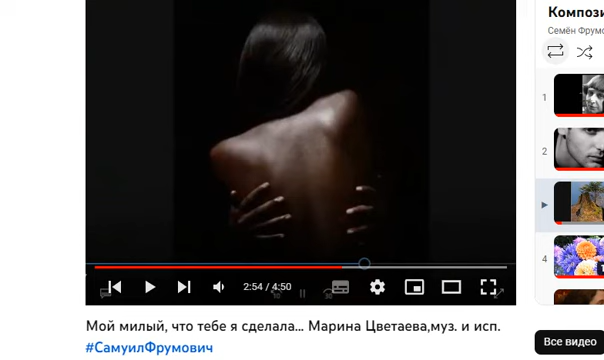 Семён Фрумо
1
2
4
2:54 / 4:50
Мой милый, что тебе я сделала... Марина Цветаева,муз. и исп.
#СамуилФрумович
Все видео